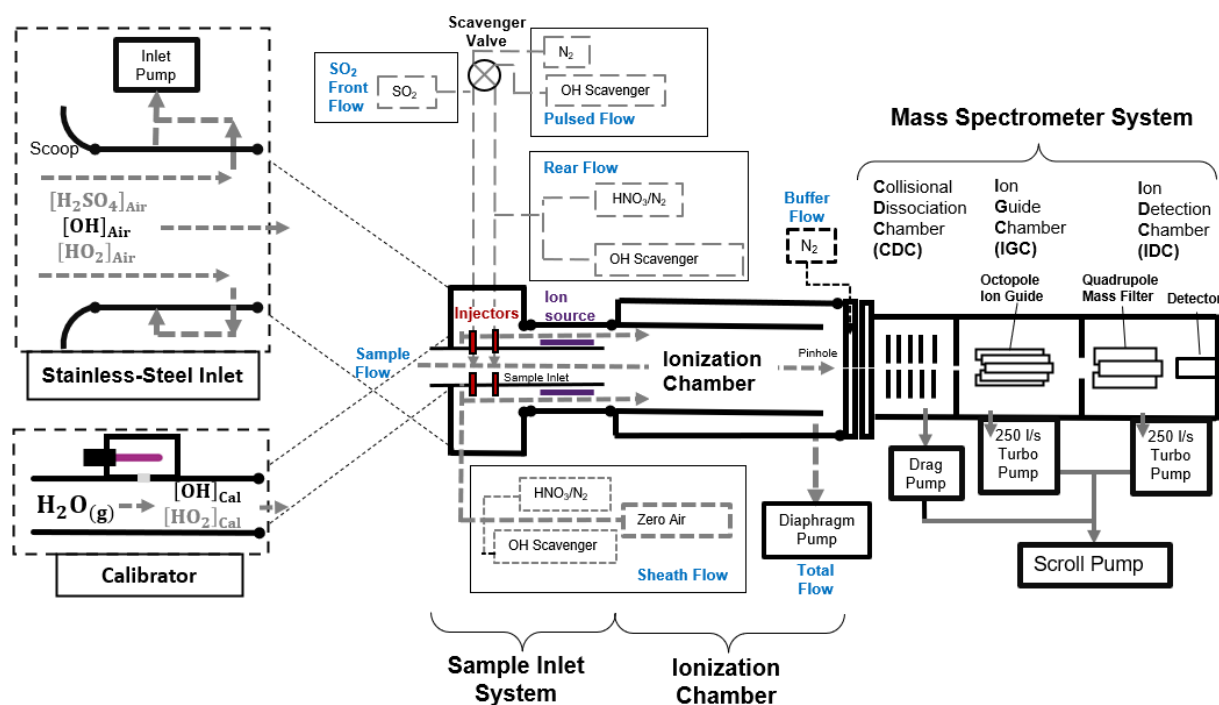 Inlet
Pump
Scoop
[H₂SO₄]Air
[OH]Air
[HO₂]Air
Stainless-Steel Inlet
H₂O(g)
[OH]Cal
[HO₂]Cal
Calibrator
Scavenger
Valve
SO₂
Front
Flow
SO₂
N₂
OH Scavenger
Pulsed Flow
Rear Flow
HNO₃/N₂
OH Scavenger
Buffer
Flow
N₂
Injectors
Ion
source
Sample
Flow
Sample Inlet
Ionization
Chamber
Pinhole
HNO₃/N₂
OH Scavenger
Zero Air
Sheath Flow
Diaphragm
Pump
Total
Flow
Sample Inlet
System
Ionization
Chamber
Mass Spectrometer System
Collisional
Dissociation
Chamber
(CDC)
Ion
Guide
Chamber
(IGC)
Ion
Detection
Chamber
(IDC)
Octopole
Ion Guide
Quadrupole
Mass Filter
Detector
Drag
Pump
250 l/s
Turbo
Pump
250 l/s
Turbo
Pump
Scroll Pump